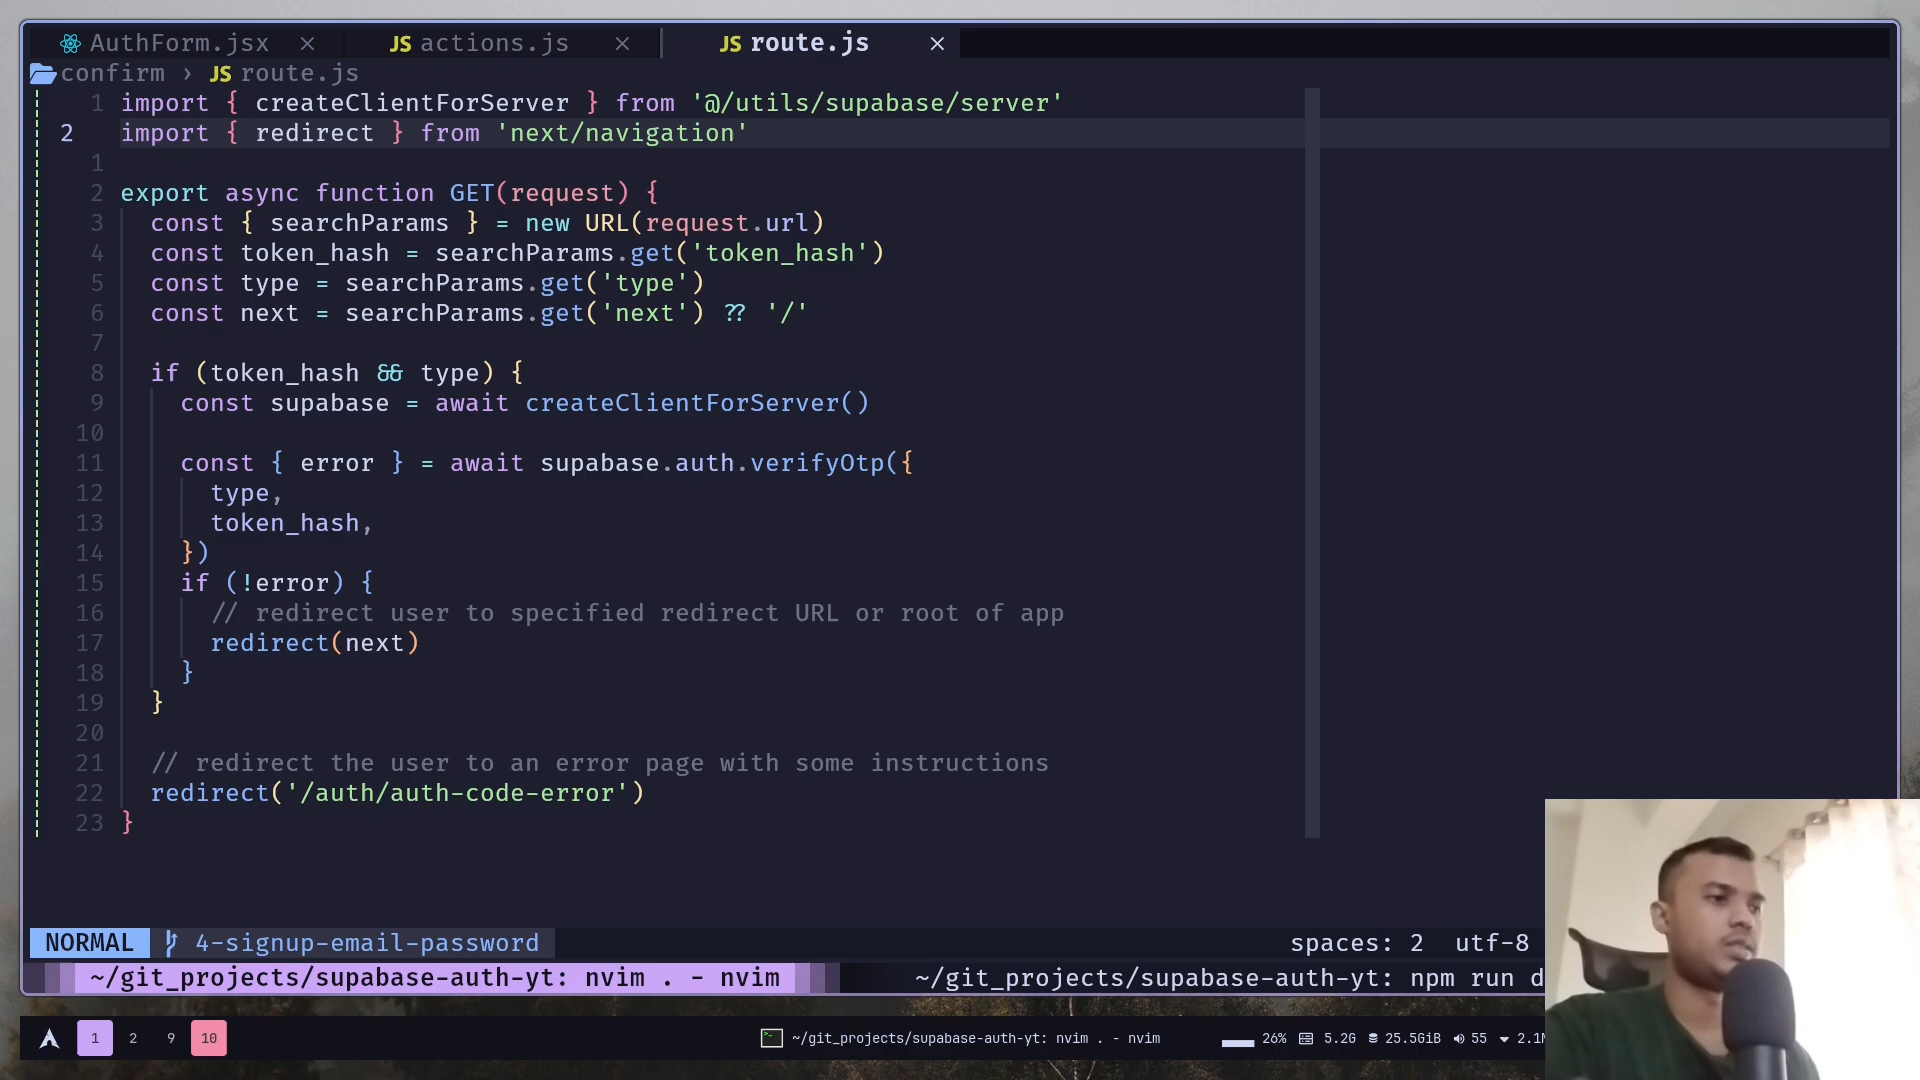 AuthForm.jsx ×
JS actions.js ×
JS route.js ×
confirm › JS route.js
1 import { createClientForServer } from '@/utils/supabase/server'
2 import { redirect } from 'next/navigation'
1
2 export async function GET(request) {
3 const { searchParams } = new URL(request.url)
4 const token_hash = searchParams.get('token_hash')
5 const type = searchParams.get('type')
6 const next = searchParams.get('next') ?? '/'
7
8 if (token_hash && type) {
9 const supabase = await createClientForServer()
10
11 const { error } = await supabase.auth.verifyOtp({
12 type,
13 token_hash,
14 })
15 if (!error) {
16 // redirect user to specified redirect URL or root of app
17 redirect(next)
18 }
19 }
20
21 // redirect the user to an error page with some instructions
22 redirect('/auth/auth-code-error')
23 }
NORMAL 4-signup-email-password spaces: 2 utf-8
~/git_projects/supabase-auth-yt: nvim . - nvim ~/git_projects/supabase-auth-yt: npm run d
1 2 9 10 ~/git_projects/supabase-auth-yt: nvim . - nvim 26% 5.2G 25.5GiB 55 2.1M